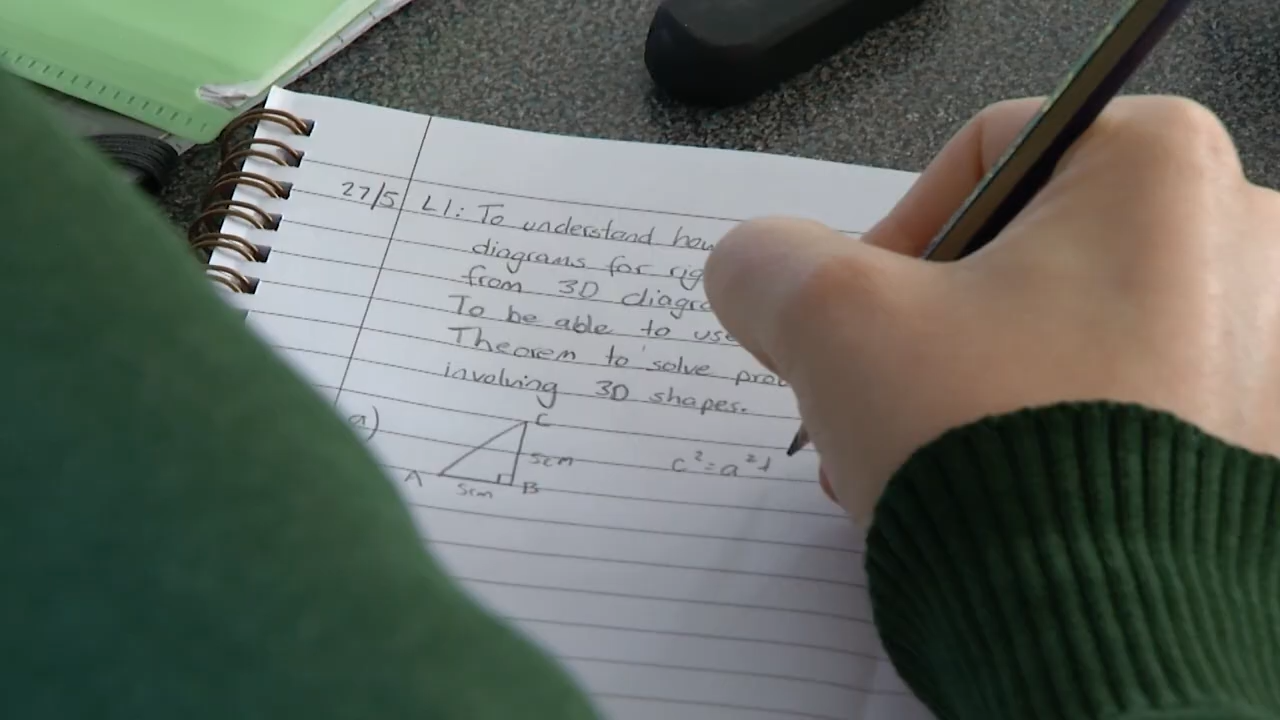 27/5 LI: To understand how
diagrams for
from 3D
To be able to use
Theorem to solve
involving 3D shapes.
a)
C
5cm
A
5cm
B
c²=a²+